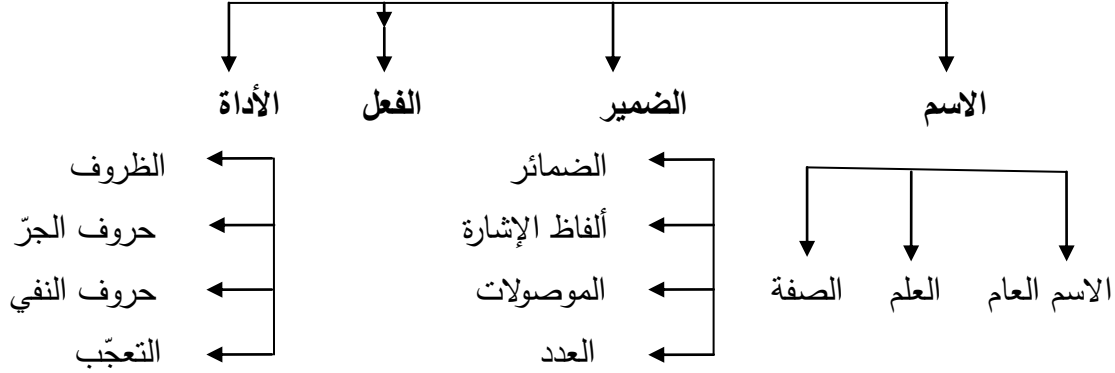 الاسم الضمير الفعل الأداة
الضمائر الظروف
ألفاظ الإشارة حروف الجرّ
الاسم العام العلم الصفة الموصولات حروف النفي
العدد التعجّب